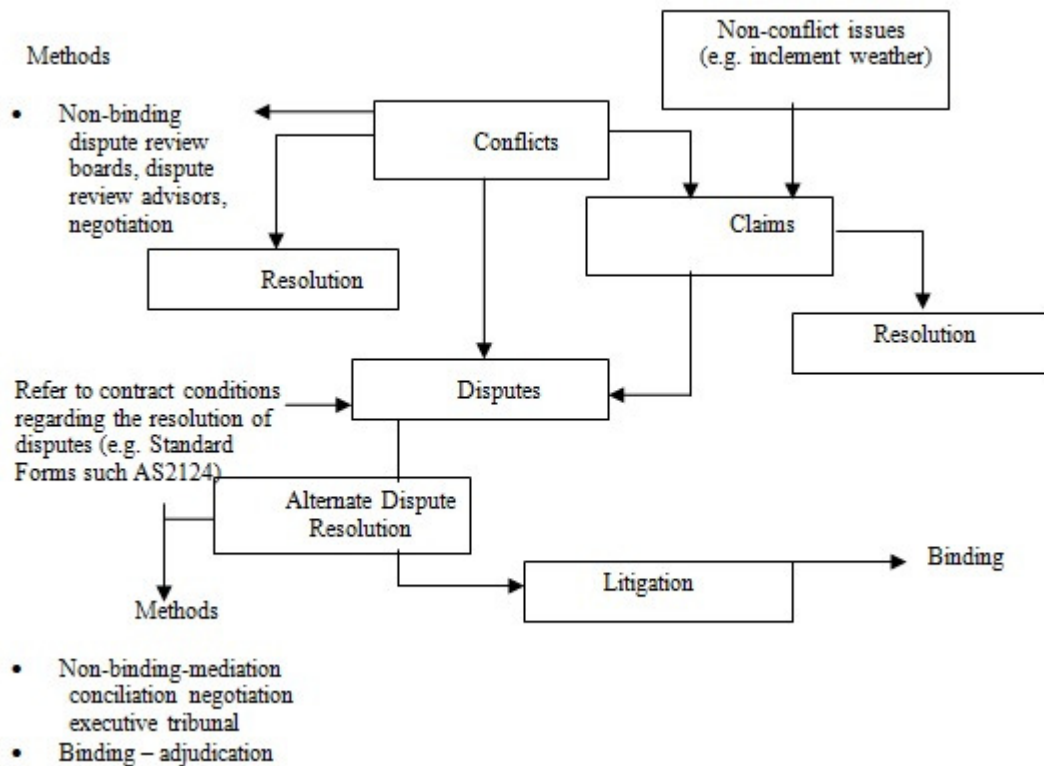 Non-conflict issues
(e.g. inclement weather)
Methods
• Non-binding
dispute review
boards, dispute
review advisors,
negotiation
Conflicts
Claims
Resolution
Resolution
Disputes
Refer to contract conditions
regarding the resolution of
disputes (e.g. Standard
Forms such AS2124)
Alternate Dispute
Resolution
Litigation
Binding
Methods
• Non-binding-mediation
conciliation negotiation
executive tribunal
• Binding – adjudication